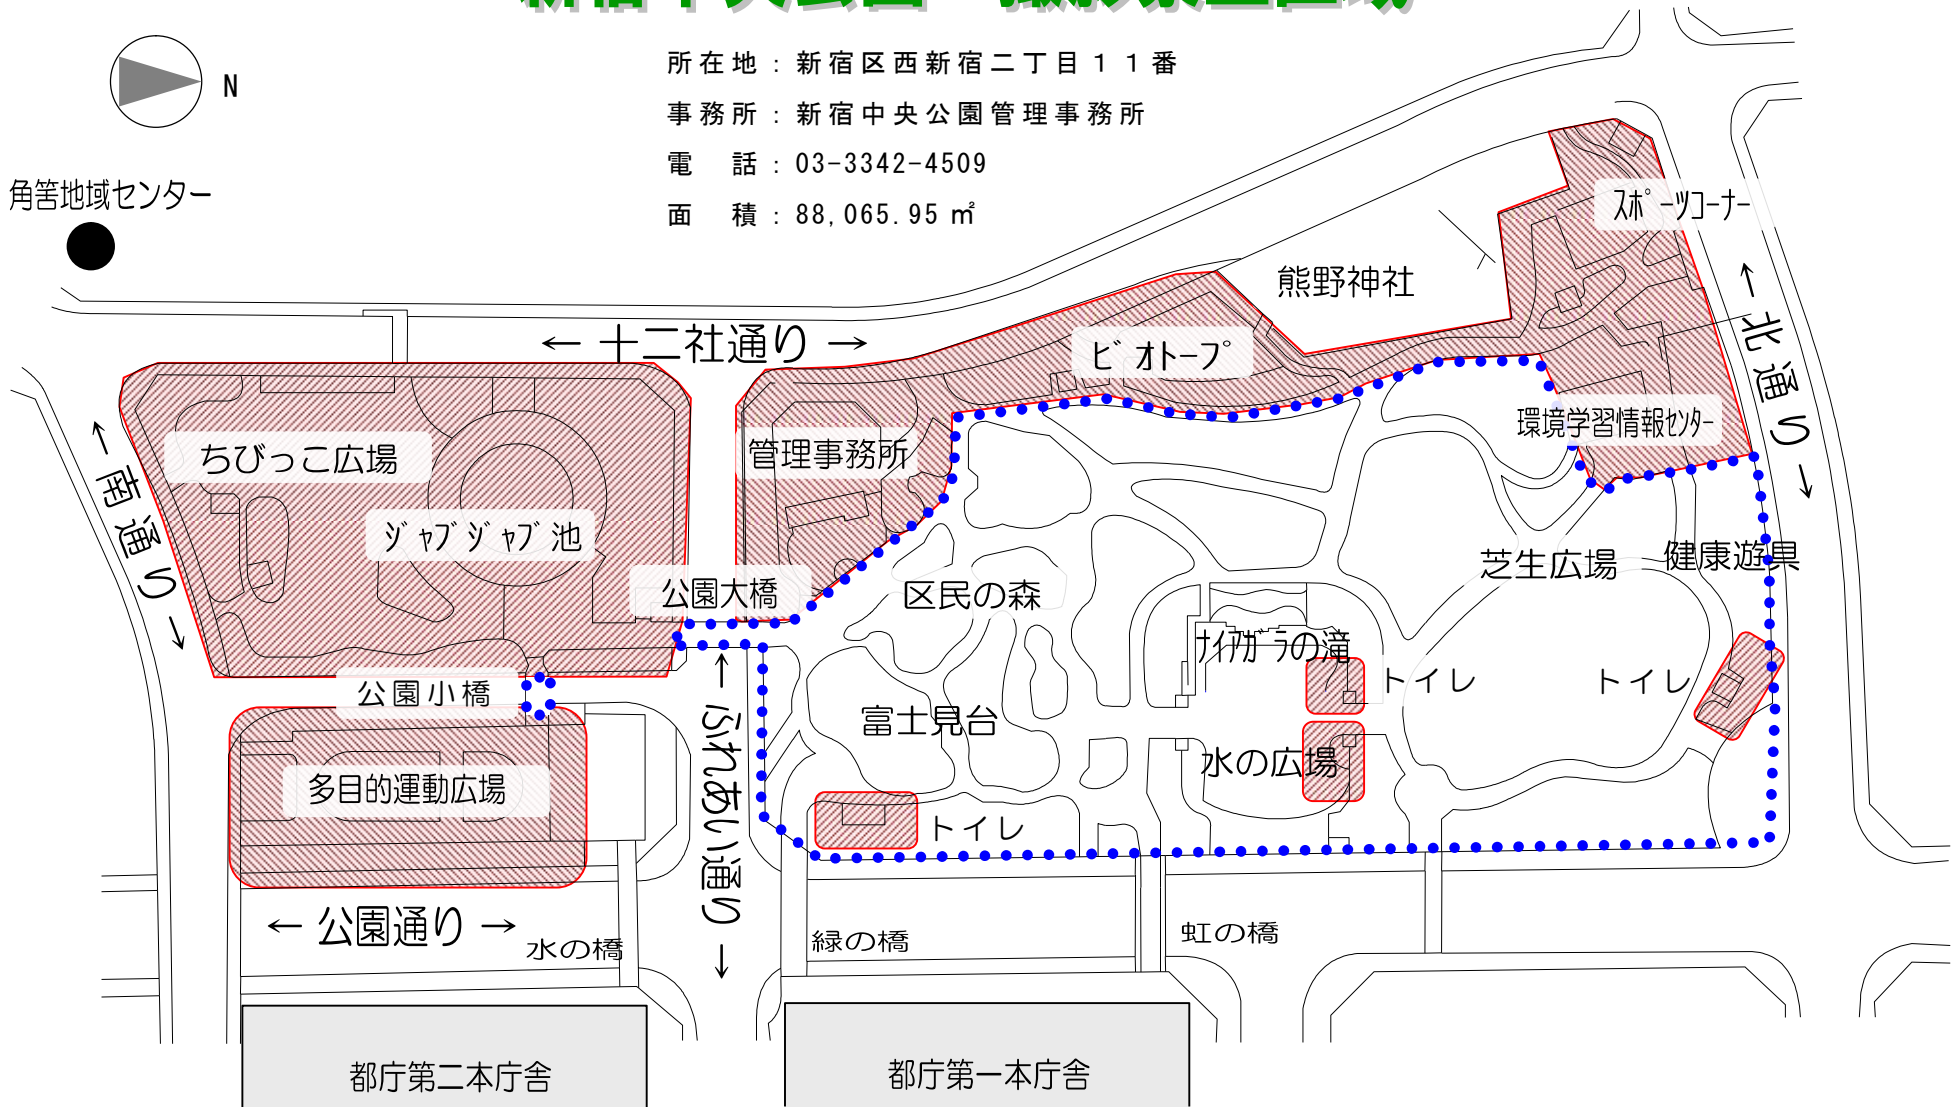 N
所在地：新宿区西新宿二丁目１１番
事務所：新宿中央公園管理事務所
電　話：03-3342-4509
面　積：88,065.95 ㎡
角筈地域センター
スポーツコーナー
熊野神社
← 十二社通り →
ビオトープ
← 北通り →
環境学習情報センター
ちびっこ広場
管理事務所
← 南通り →
ジャブジャブ池
公園大橋
区民の森
芝生広場
健康遊具
ナイアガラの滝
トイレ
トイレ
公園小橋
富士見台
← ふれあい通り →
水の広場
多目的運動広場
トイレ
← 公園通り →
水の橋
緑の橋
虹の橋
都庁第二本庁舎
都庁第一本庁舎